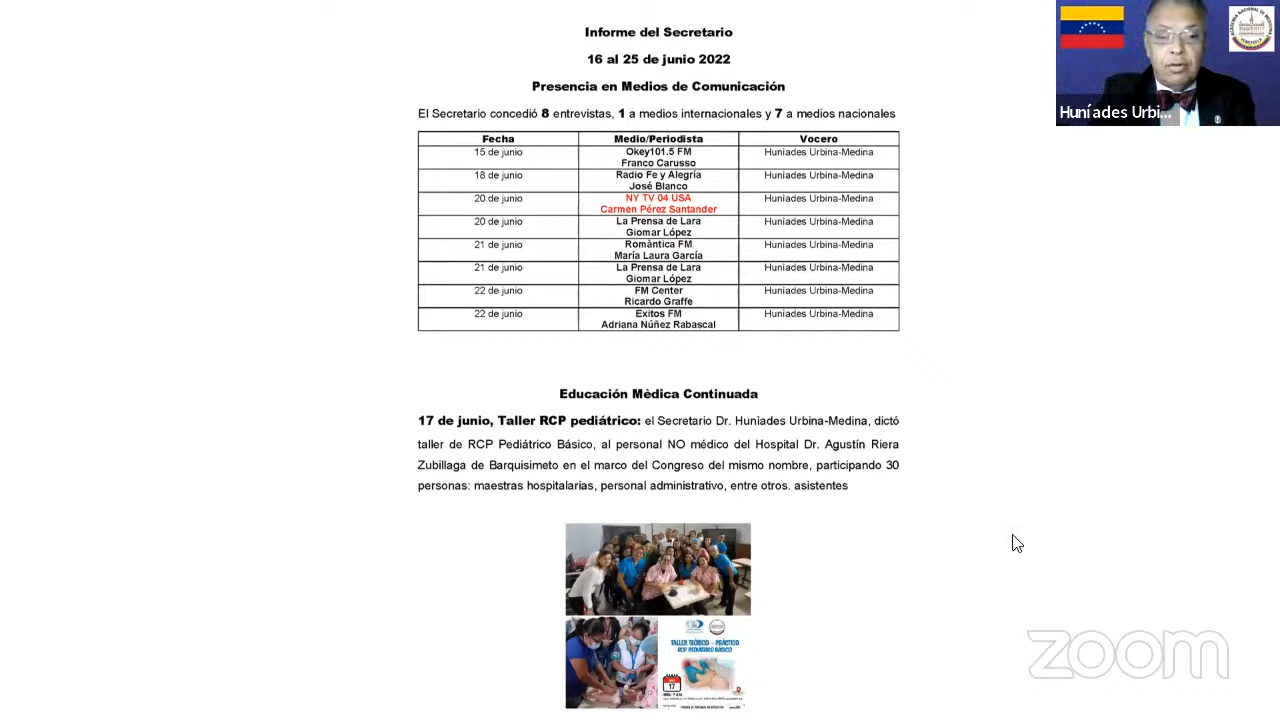 Informe del Secretario
16 al 25 de junio 2022
Presencia en Medios de Comunicación
El Secretario concedió 8 entrevistas, 1 a medios internacionales y 7 a medios nacionales
Fecha Medio/Periodista Vocero
15 de junio Okey101.5 FM Huniades Urbina-Medina
Franco Carusso
18 de junio Radio Fe y Alegría Huniades Urbina-Medina
José Blanco
20 de junio NY TV 04 USA Huniades Urbina-Medina
Carmen Pérez Santander
20 de junio La Prensa de Lara Huniades Urbina-Medina
Giomar López
21 de junio Romàntica FM Huniades Urbina-Medina
María Laura García
21 de junio La Prensa de Lara Huniades Urbina-Medina
Giomar López
22 de junio FM Center Huniades Urbina-Medina
Ricardo Graffe
22 de junio Exitos FM Huniades Urbina-Medina
Adriana Núñez Rabascal
Educación Mèdica Continuada
17 de junio, Taller RCP pediátrico: el Secretario Dr. Huníades Urbina-Medina, dictó
taller de RCP Pediátrico Básico, al personal NO médico del Hospital Dr. Agustín Riera
Zubillaga de Barquisimeto en el marco del Congreso del mismo nombre, participando 30
personas: maestras hospitalarias, personal administrativo, entre otros. asistentes
TALLER TEÓRICO - PRÁCTICO
RCP PEDIÁTRICO BÁSICO
17
ACADEMIA NACIONAL DE MEDICINA
VENEZUELA
Huníades Urbi...
zoom